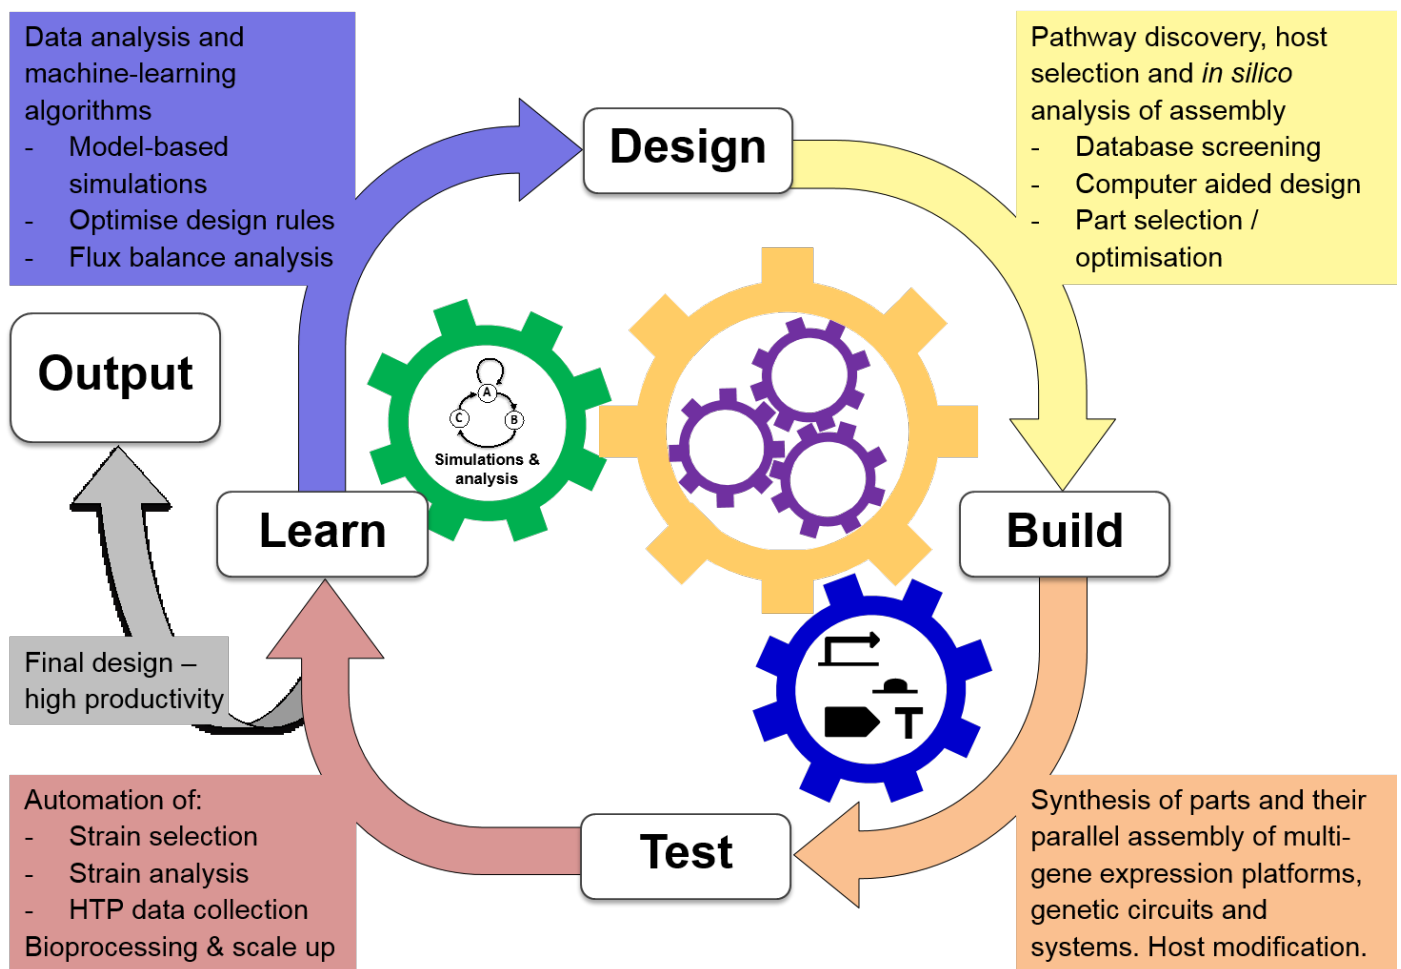 Data analysis and
machine-learning
algorithms
- Model-based
simulations
- Optimise design rules
- Flux balance analysis
Design
Pathway discovery, host
selection and in silico
analysis of assembly
- Database screening
- Computer aided design
- Part selection /
optimisation
Output
A
C
B
Simulations &
analysis
Learn
Build
Final design –
high productivity
T
Automation of:
- Strain selection
- Strain analysis
- HTP data collection
Bioprocessing & scale up
Test
Synthesis of parts and their
parallel assembly of multi-
gene expression platforms,
genetic circuits and
systems. Host modification.